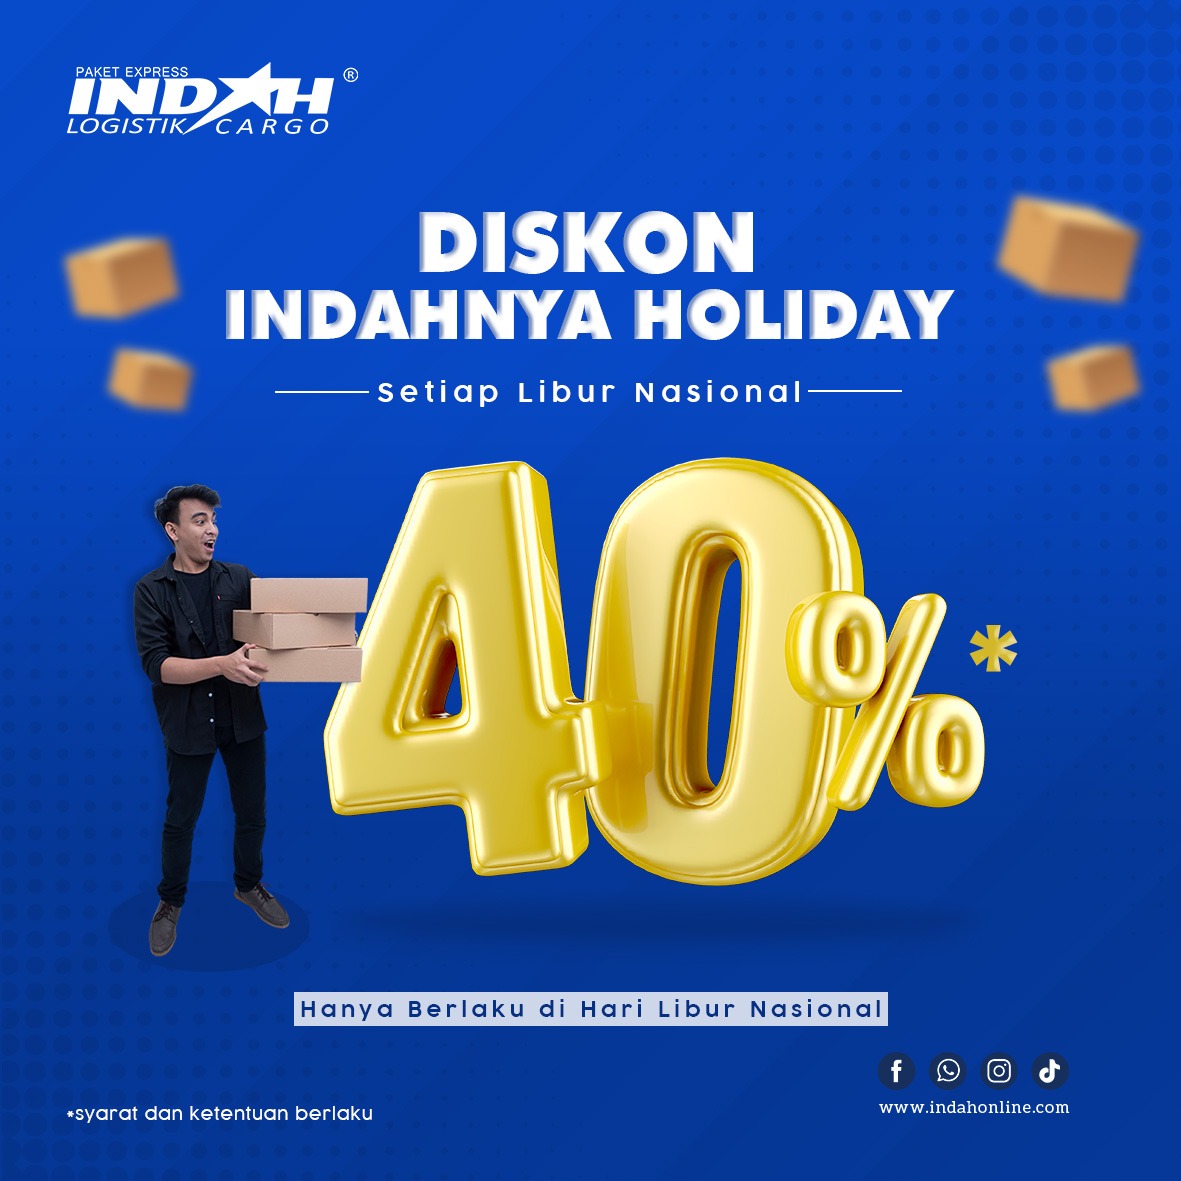 PAKET EXPRESS
INDAH ®
LOGISTIK CARGO
DISKON
INDAHNYA HOLIDAY
Setiap Libur Nasional
40%*
Hanya Berlaku di Hari Libur Nasional
*syarat dan ketentuan berlaku
www.indahonline.com